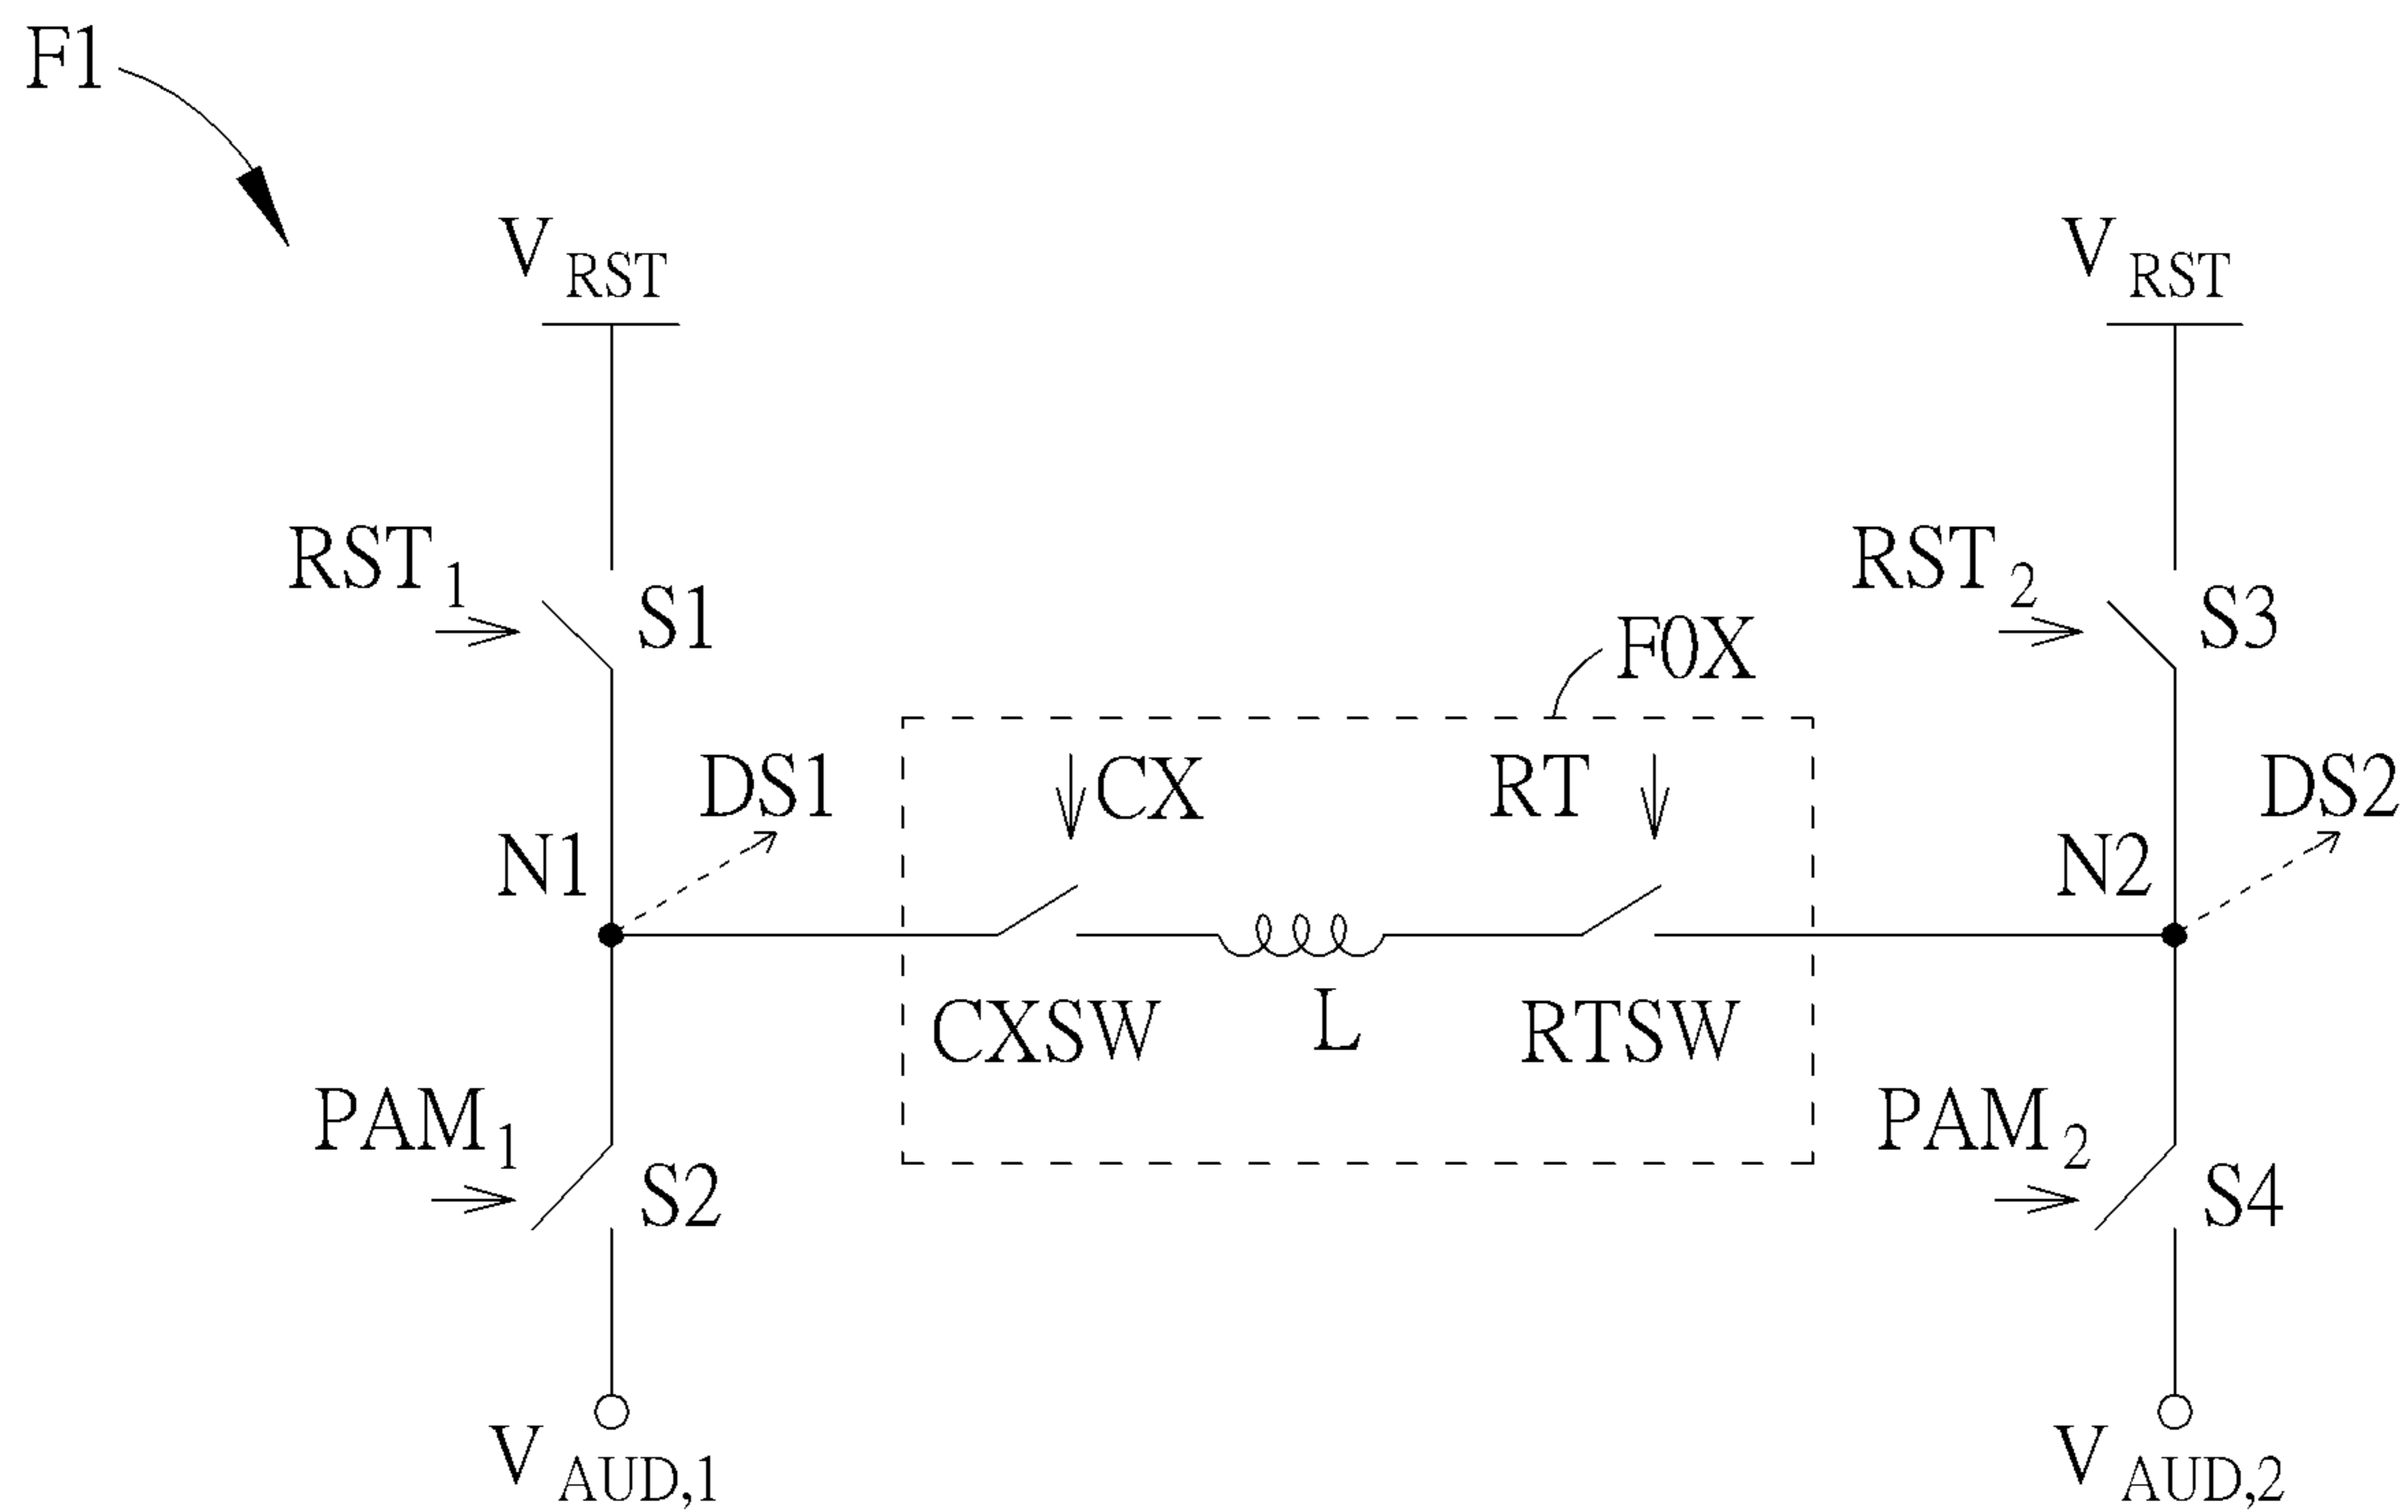 F1
V RST
V RST
RST 1
S1
RST 2
S3
F0X
DS1
CX
RT
DS2
N1
N2
CXSW
L
RTSW
PAM 1
S2
PAM 2
S4
V AUD,1
V AUD,2